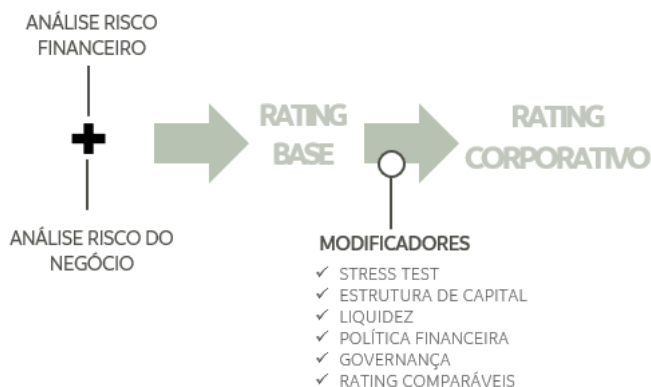 ANÁLISE RISCO
FINANCEIRO
ANÁLISE RISCO DO
NEGÓCIO
RATING
BASE
RATING
CORPORATIVO
MODIFICADORES
✓ STRESS TEST
✓ ESTRUTURA DE CAPITAL
✓ LIQUIDEZ
✓ POLÍTICA FINANCEIRA
✓ GOVERNANÇA
✓ RATING COMPARÁVEIS